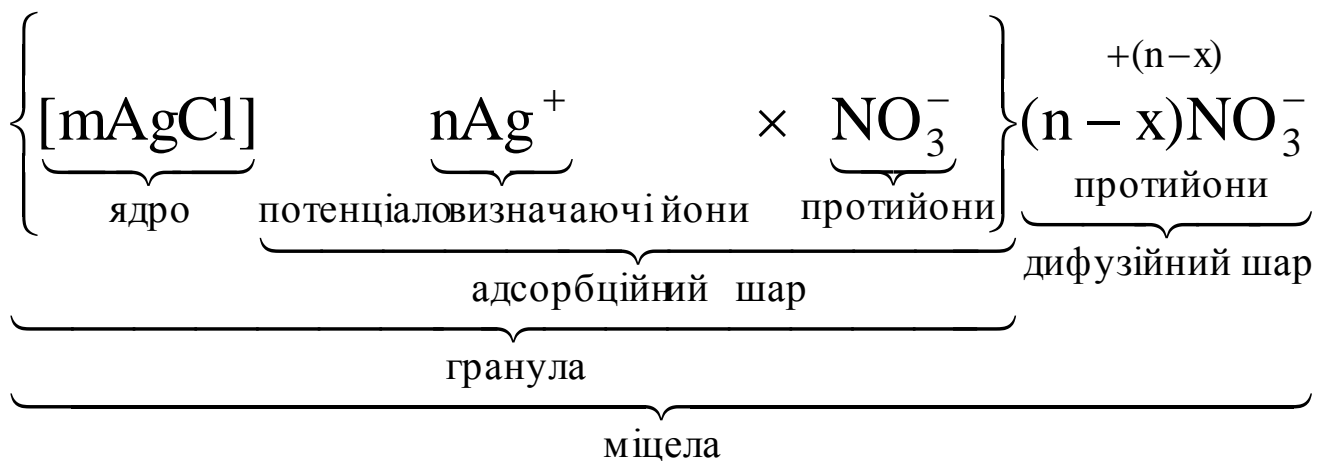 +(n−x)
{[mAgCl] nAg⁺ × NO₃⁻}(n − x)NO₃⁻
ядро потенціаловизначаючі йони протийони протийони
адсорбційний шар дифузійний шар
гранула
міцела